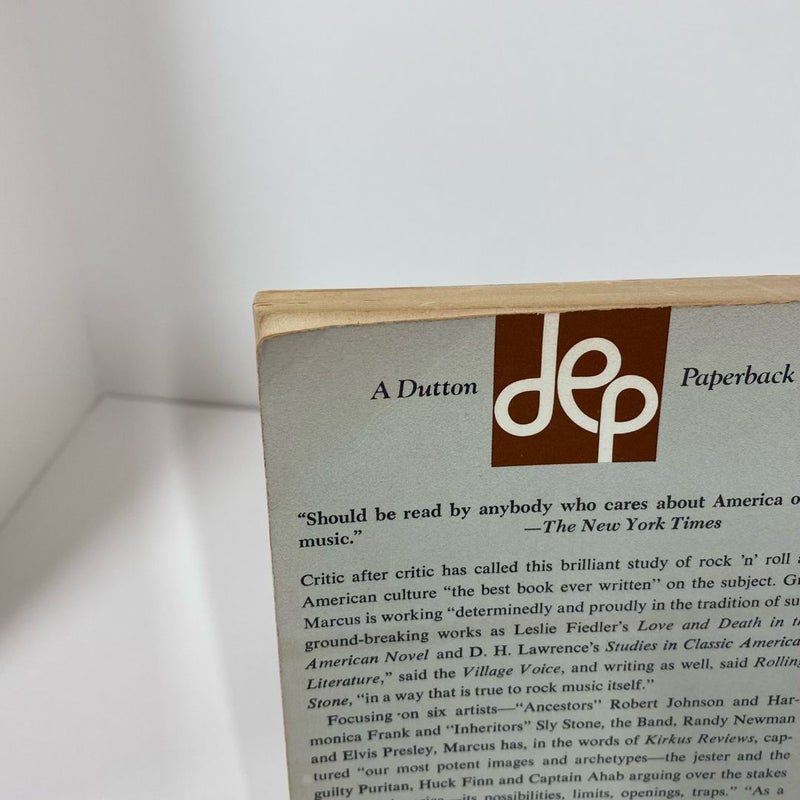 A Dutton dep Paperback
“Should be read by anybody who cares about America
music.” —The New York Times
Critic after critic has called this brilliant study of rock ’n’ roll
American culture “the best book ever written” on the subject.
Marcus is working “determinedly and proudly in the tradition of
ground-breaking works as Leslie Fiedler’s Love and Death in
American Novel and D. H. Lawrence’s Studies in Classic
Literature,” said the Village Voice, and writing as well, said
Stone, “in a way that is true to rock music itself.”
Focusing on six artists—“Ancestors” Robert Johnson and Har-
monica Frank and “Inheritors” Sly Stone, the Band, Randy Newman
and Elvis Presley, Marcus has, in the words of Kirkus Reviews, cap-
tured “our most potent images and archetypes—the jester and the
guilty Puritan, Huck Finn and Captain Ahab arguing over the stakes
its possibilities, limits, openings, traps.” “As a